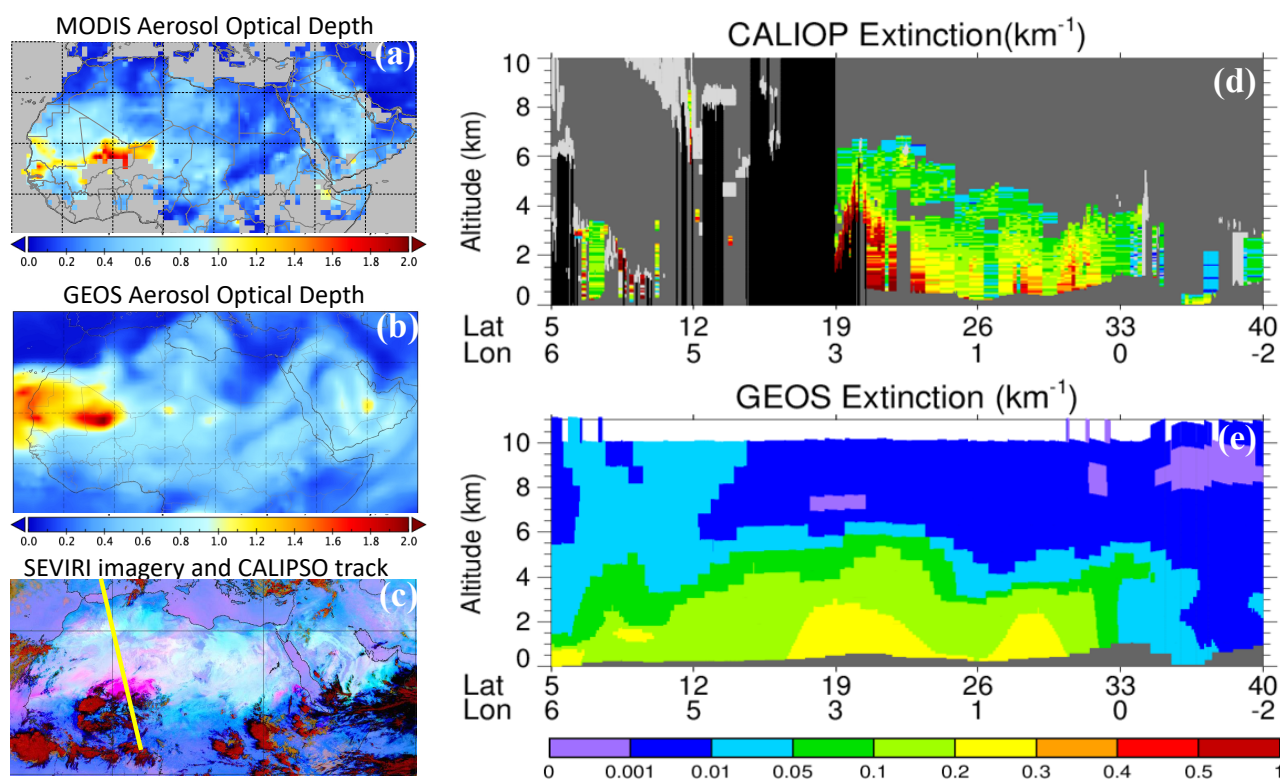 MODIS Aerosol Optical Depth
(a)
0.0 0.2 0.4 0.6 0.8 1.0 1.2 1.4 1.6 1.8 2.0
GEOS Aerosol Optical Depth
(b)
0.0 0.2 0.4 0.6 0.8 1.0 1.2 1.4 1.6 1.8 2.0
SEVIRI imagery and CALIPSO track
(c)
CALIOP Extinction(km-1)
(d)
10
8
6
4
2
0
Altitude (km)
Lat 5 12 19 26 33 40
Lon 6 5 3 1 0 -2
GEOS Extinction (km-1)
(e)
10
8
6
4
2
0
Altitude (km)
Lat 5 12 19 26 33 40
Lon 6 5 3 1 0 -2
0 0.001 0.01 0.05 0.1 0.2 0.3 0.4 0.5 1